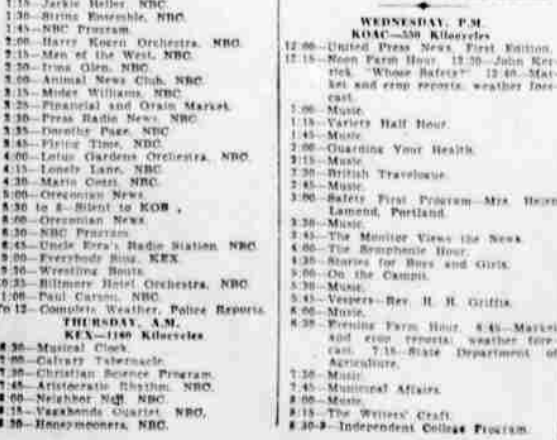 1:15—Jackie Heller, NBC.
1:30—String Ensemble, NBC.
1:45—NBC Program.
2:00—Harry Kogen Orchestra, NBC.
2:15—Men of the West, NBC.
2:30—Irma Glen, NBC.
3:00—Animal News Club, NBC.
3:15—Midge Williams, NBC.
3:25—Financial and Grain Market.
3:30—Press Radio News, NBC.
3:35—Dorothy Page, NBC.
3:45—Flying Time, NBC.
4:00—Lotus Gardens Orchestra, NBC.
4:15—Lonely Lane, NBC.
4:30—Mario Cozzi, NBC.
5:00—Oregonian News.
5:30 to 8—Silent to KOB
8:00—Oregonian News.
8:30—NBC Program.
8:45—Uncle Ezra's Radio Station, NBC.
9:00—Everybody Sing, KEX.
9:30—Wrestling Bouts.
Biltmore Hotel Orchestra, NBC.
Paul Carson, NBC.
to 12—Complete Weather, Police Reports.
THURSDAY, A.M.
KEX—1180 Kilocycles
6:30—Musical Clock.
7:00—Calvary Tabernacle.
7:30—Christian Science Program.
7:45—Aristocratic Rhythm, NBC.
8:00—Neighbor Nell, NBC.
8:15—Vagabonds Quartet, NBC.
8:30—Honeymooners, NBC.
WEDNESDAY, P.M.
KOAC—550 Kilocycles
12:00—United Press News, First Edition.
12:15—Noon Farm Hour, 12:30—John Ker-
rick, "Whose Safety?" 12:40—Mar-
ket and crop reports, weather fore-
cast.
1:00—Music.
1:15—Variety Half Hour.
1:45—Music.
2:00—Guarding Your Health.
2:15—Music.
2:30—British Travelogue.
2:45—Music.
3:00—Safety First Program—Mrs. Helen
Lamond, Portland.
3:30—Music.
3:45—The Monitor Views the News.
4:00—The Symphonic Hour.
4:30—Stories for Boys and Girls.
5:00—On the Campii.
5:30—Music.
5:45—Vespers—Rev. H. R. Griffis.
6:00—Music.
6:30—Evening Farm Hour, 6:45—Market
and crop reports; weather fore-
cast. 7:15—State Department of
Agriculture.
7:30—Music.
7:45—Municipal Affairs.
8:00—Music.
8:15—The Writers' Craft.
8:30-9—Independent College Program.